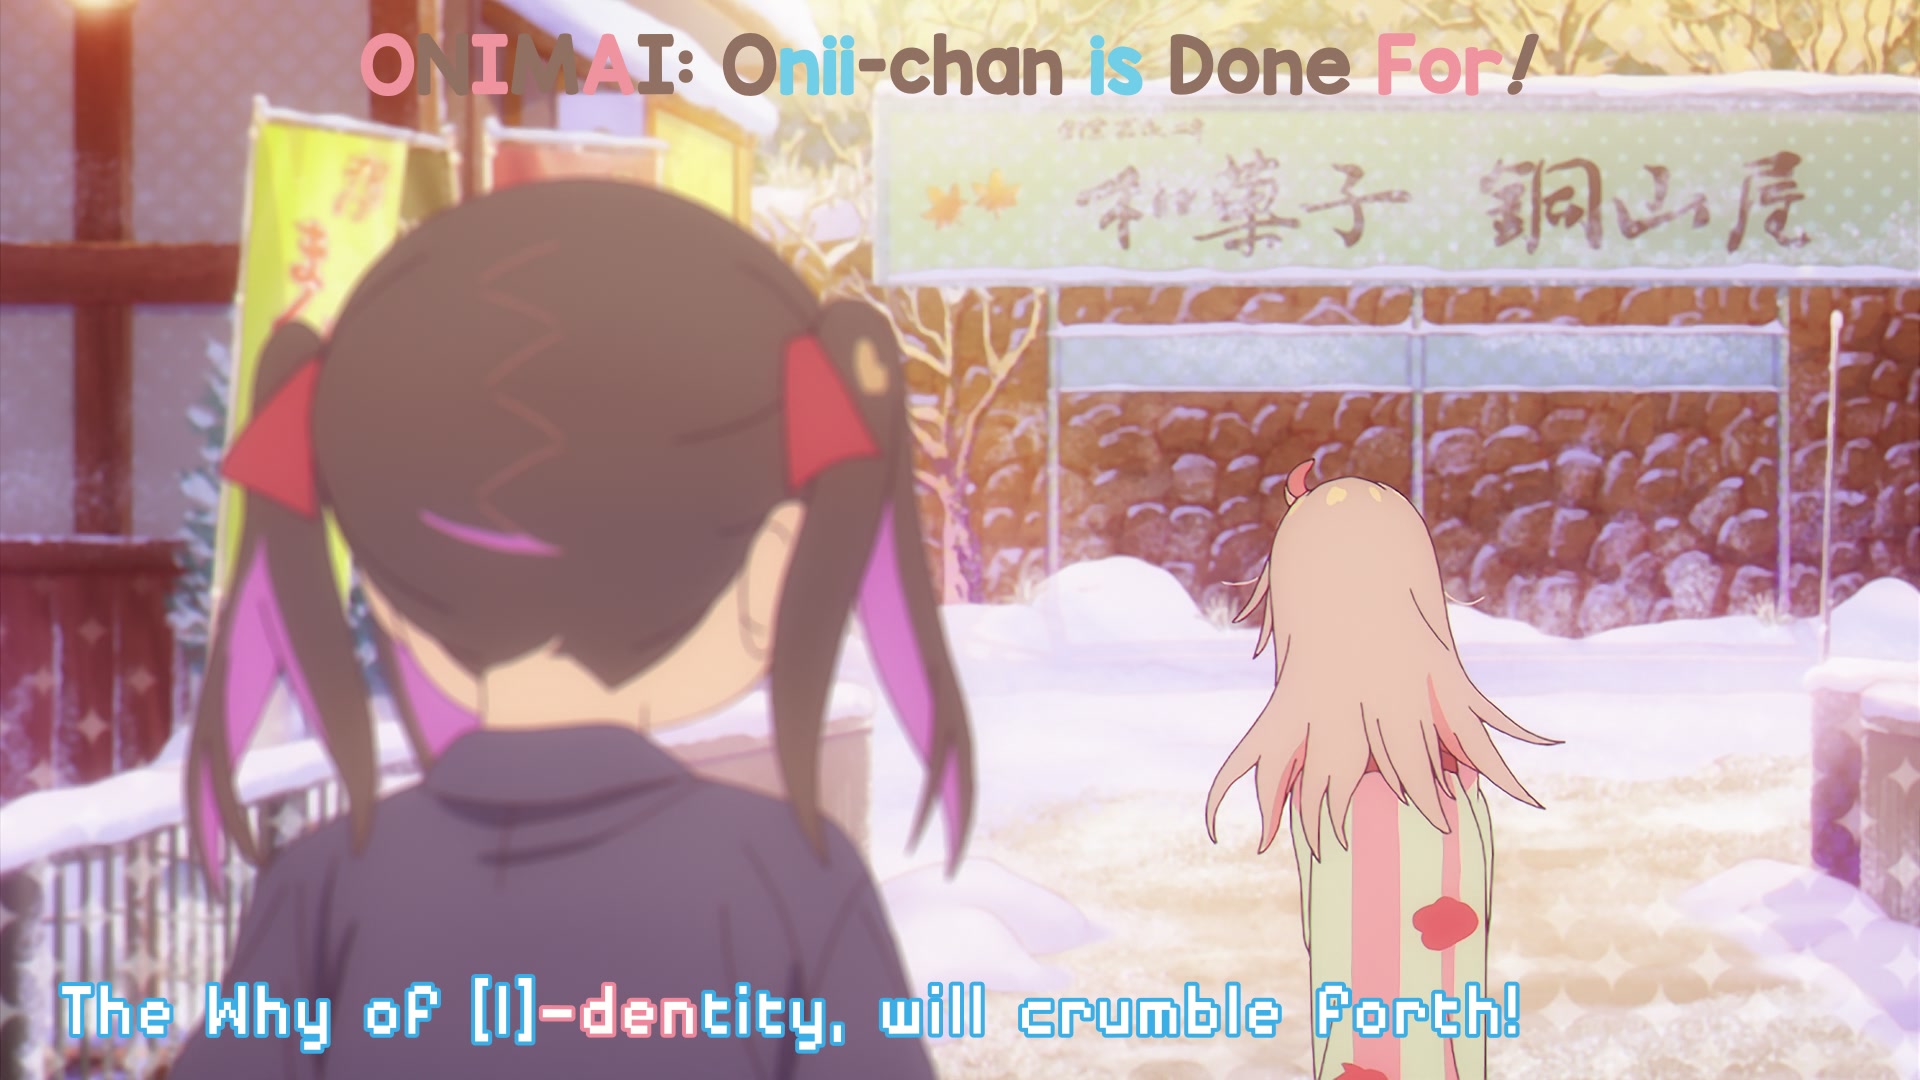 ONIMAI: Onii-chan is Done For!
和菓子 銅山屋
The Why of [I]-dentity, will crumble forth!